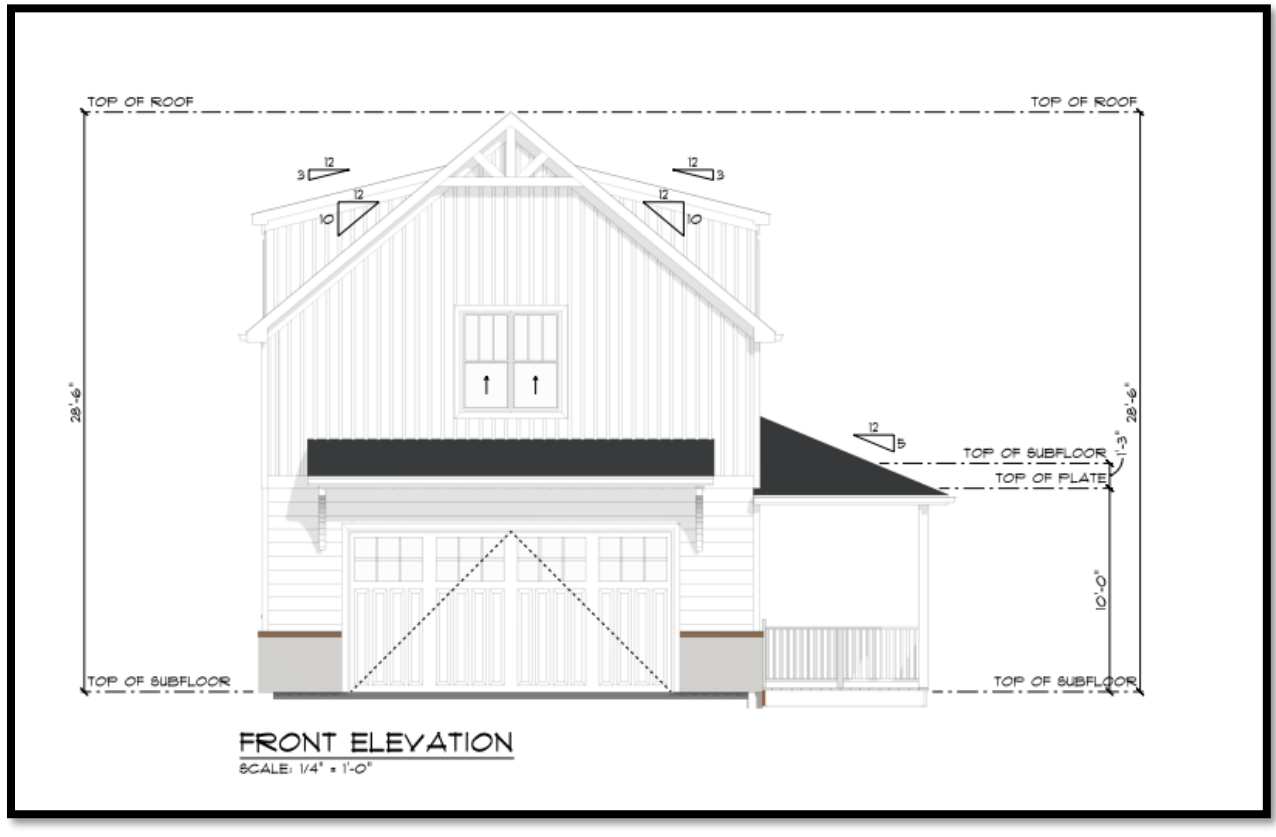 TOP OF ROOF
TOP OF ROOF
12
3
12
3
12
10
12
10
28'-6"
28'-6"
12
5
1'-3"
TOP OF SUBFLOOR
TOP OF PLATE
10'-0"
TOP OF SUBFLOOR
TOP OF SUBFLOOR
FRONT ELEVATION
SCALE: 1/4" = 1'-0"